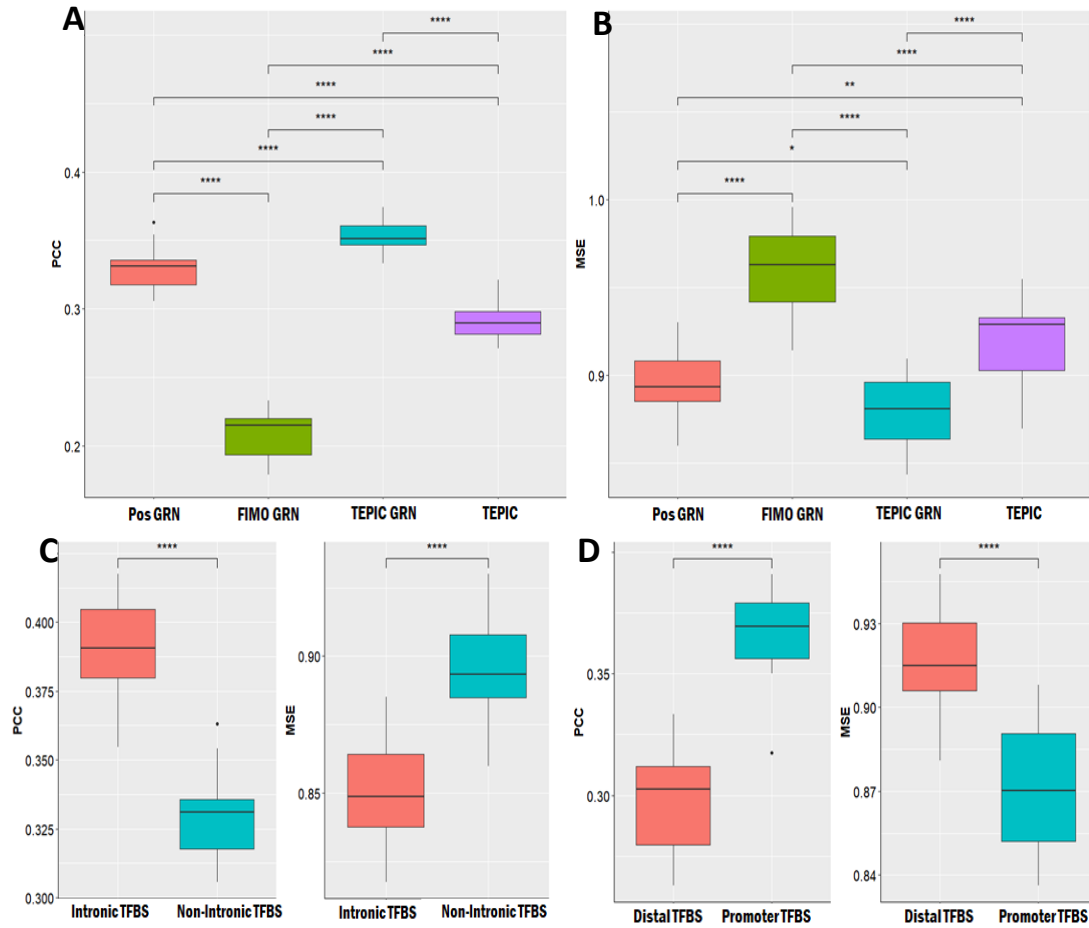 A
****
****
****
****
****
****
0.4
0.3
0.2
PCC
Pos GRN
FIMO GRN
TEPIC GRN
TEPIC
B
****
****
**
****
*
****
1.0
0.9
MSE
Pos GRN
FIMO GRN
TEPIC GRN
TEPIC
C
****
0.400
0.375
0.350
0.325
0.300
PCC
Intronic TFBS
Non-Intronic TFBS
****
0.90
0.85
MSE
Intronic TFBS
Non-Intronic TFBS
D
****
0.35
0.30
PCC
Distal TFBS
Promoter TFBS
****
0.93
0.90
0.87
0.84
MSE
Distal TFBS
Promoter TFBS